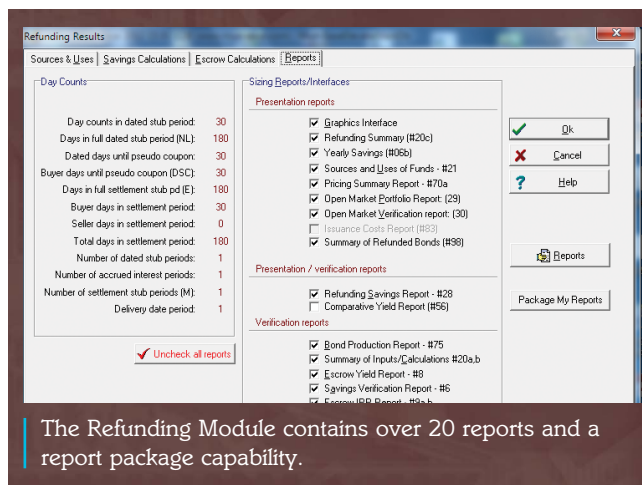 Refunding Results
Sources & Uses
Savings Calculations
Escrow Calculations
Reports
Day Counts
Day counts in dated stub period: 30
Days in full dated stub period (NL): 180
Dated days until pseudo coupon: 30
Buyer days until pseudo coupon (DSC): 30
Days in full settlement stub pd (E): 180
Buyer days in settlement period: 30
Seller days in settlement period: 0
Total days in settlement period: 180
Number of dated stub periods: 1
Number of accrued interest periods: 1
Number of settlement stub periods (M): 1
Delivery date period: 1
Uncheck all reports
Sizing Reports/Interfaces
Presentation reports
Graphics Interface
Refunding Summary (#20c)
Yearly Savings (#06b)
Sources and Uses of Funds - #21
Pricing Summary Report - #70a
Open Market Portfolio Report: (29)
Open Market Verification report: (30)
Issuance Costs Report (#83)
Summary of Refunded Bonds (#98)
Presentation / verification reports
Refunding Savings Report - #28
Comparative Yield Report (#56)
Verification reports
Bond Production Report - #75
Summary of Inputs/Calculations #20a,b
Escrow Yield Report - #8
Savings Verification Report - #6
Escrow IRR Report - #9a,b
Ok
Cancel
Help
Reports
Package My Reports
The Refunding Module contains over 20 reports and a
report package capability.